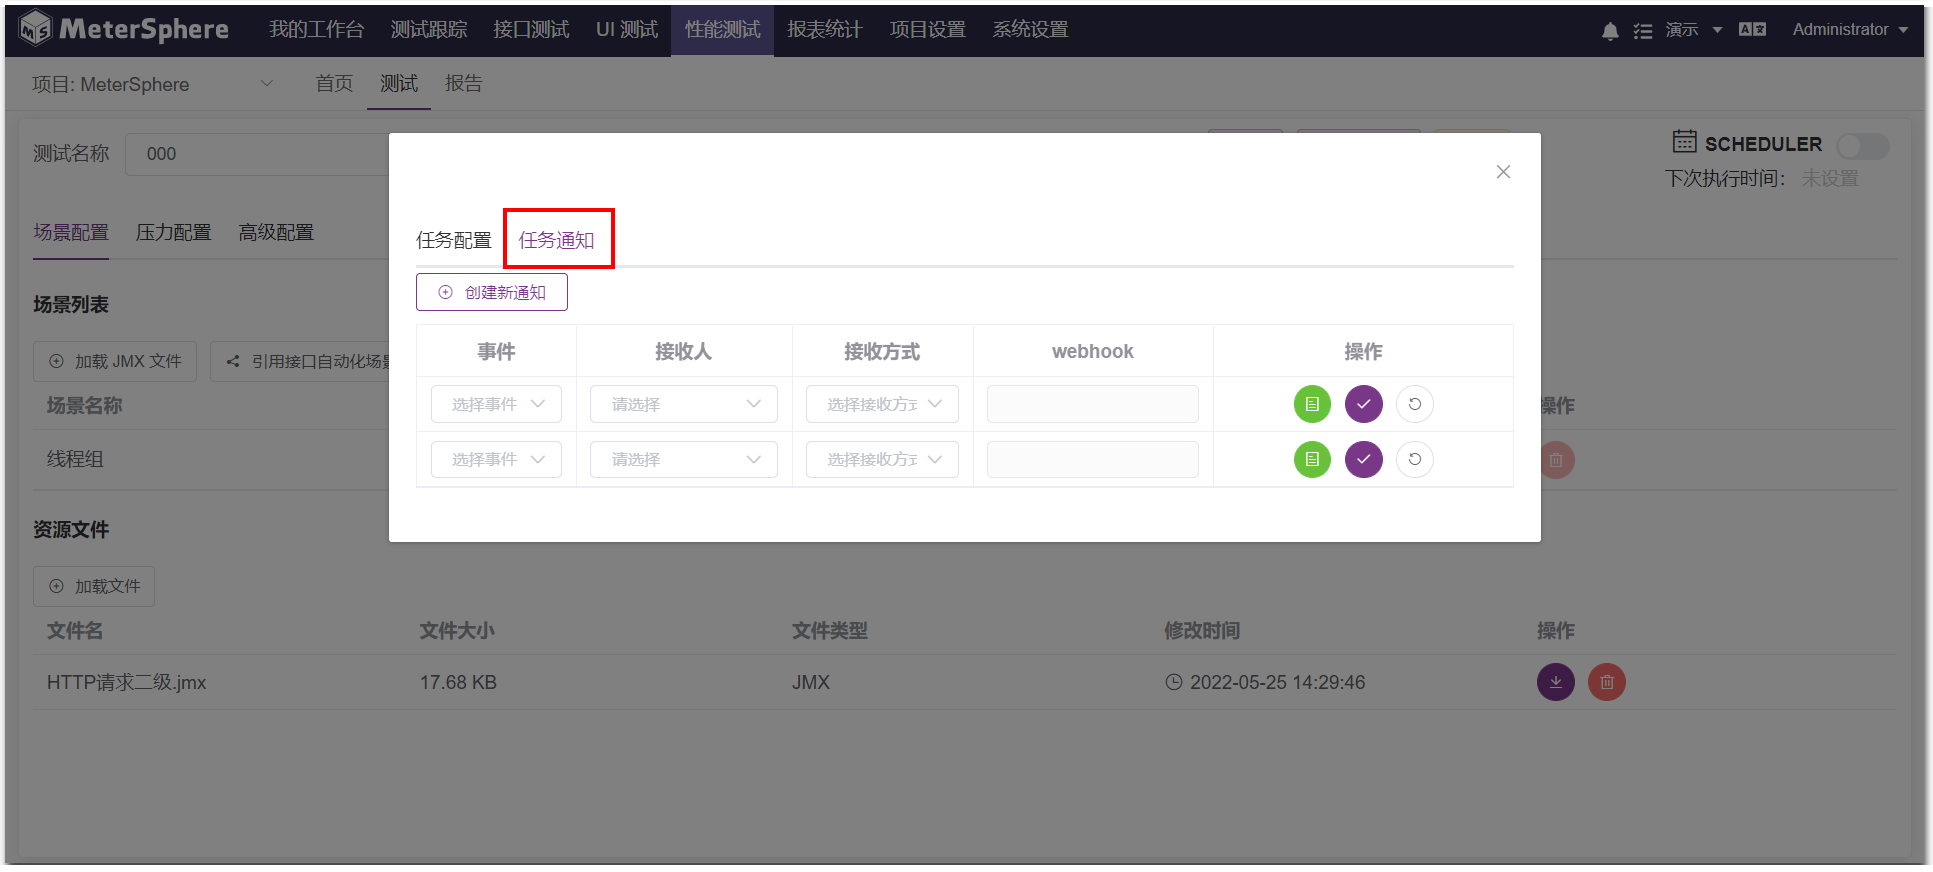 MeterSphere 我的工作台 测试跟踪 接口测试 UI 测试 性能测试 报表统计 项目设置 系统设置 演示 Administrator
项目: MeterSphere 首页 测试 报告
测试名称 000 SCHEDULER
下次执行时间： 未设置
场景配置 压力配置 高级配置
任务配置 任务通知
创建新通知
场景列表
事件 接收人 接收方式 webhook 操作
加载 JMX 文件 引用接口自动化场
场景名称 操作
选择事件 请选择 选择接收方
线程组
选择事件 请选择 选择接收方
资源文件
加载文件
文件名 文件大小 文件类型 修改时间 操作
HTTP请求二级.jmx 17.68 KB JMX 2022-05-25 14:29:46